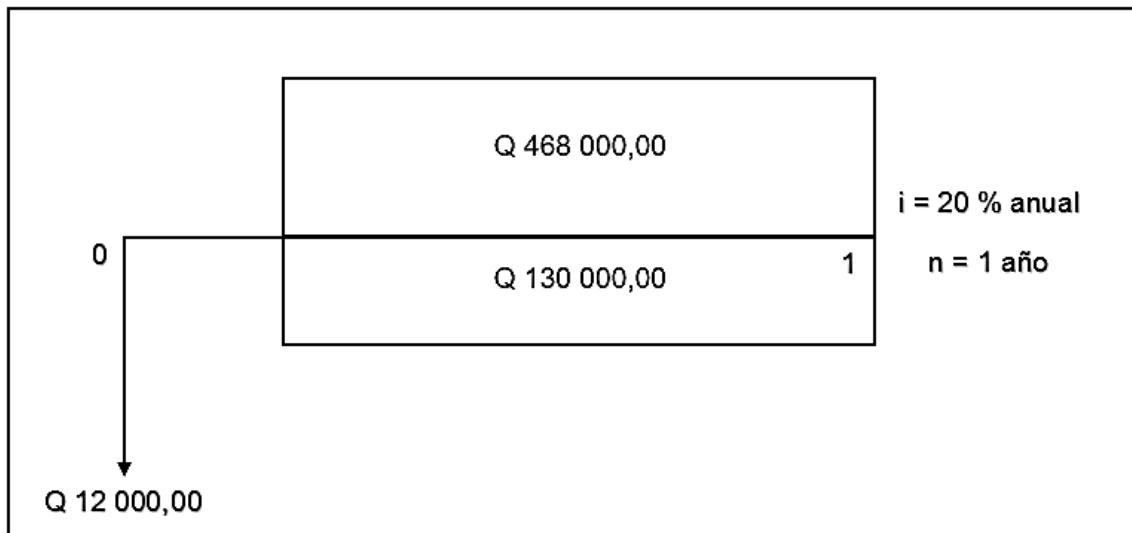 Q 468 000,00
i = 20 % anual
0
Q 130 000,00
1
n = 1 año
Q 12 000,00